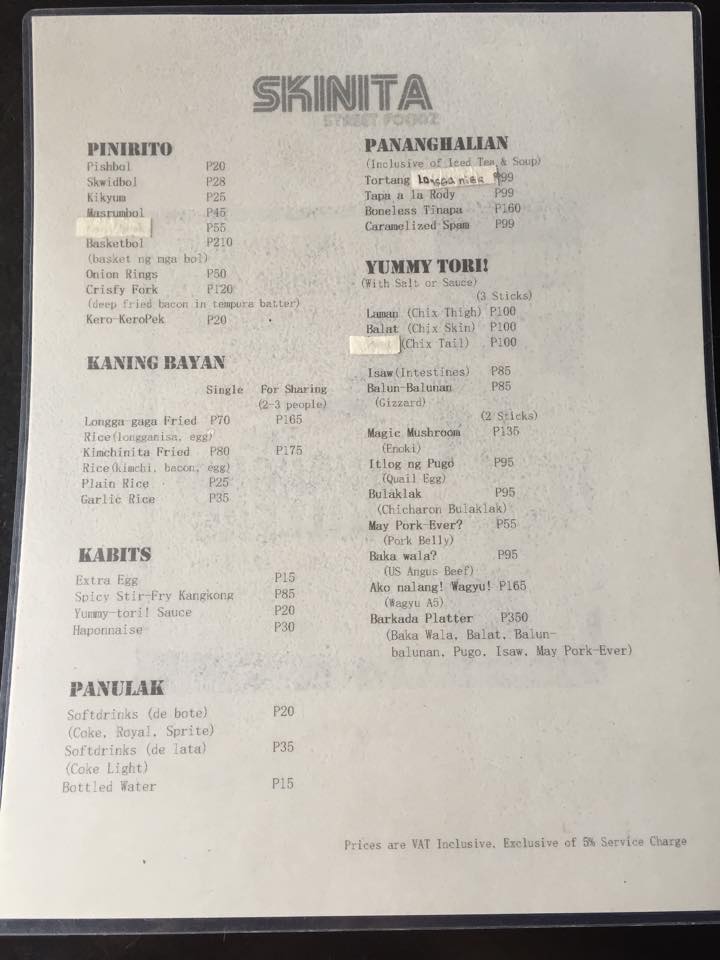 SKINITA
STREET FOODZ
PINIRITO
Pishbol P20
Skwidbol P28
Kikyum P25
Masrumbol P45
P55
Basketbol P210
(basket ng mga bol)
Onion Rings P50
Crisfy Fork P120
(deep fried bacon in tempura batter)
Kero-KeroPek P20
KANING BAYAN
Single For Sharing
(2-3 people)
Longga-gaga Fried P70 P165
Rice(longganisa, egg)
Kimchinita Fried P80 P175
Rice(kimchi, bacon, egg)
Plain Rice P25
Garlic Rice P35
KABITS
Extra Egg P15
Spicy Stir-Fry Kangkong P85
Yummy-tori! Sauce P20
Haponnaise P30
PANULAK
Softdrinks (de bote) P20
(Coke, Royal, Sprite)
Softdrinks (de lata) P35
(Coke Light)
Bottled Water P15
PANANGHALIAN
(Inclusive of Iced Tea & Soup)
Tortang P99
Tapa a la Rody P99
Boneless Tinapa P160
Caramelized Spam P99
YUMMY TORI!
(With Salt or Sauce)
(3 Sticks)
Laman (Chix Thigh) P100
Balat (Chix Skin) P100
(Chix Tail) P100
Isaw(Intestines) P85
Balun-Balunan P85
(Gizzard)
(2 Sticks)
Magic Mushroom P135
(Enoki)
Itlog ng Pugo P95
(Quail Egg)
Bulaklak P95
(Chicharon Bulaklak)
May Pork-Ever? P55
(Pork Belly)
Baka wala? P95
(US Angus Beef)
Ako nalang! Wagyu! P165
(Wagyu A5)
Barkada Platter P350
(Baka Wala, Balat, Balun-
balunan, Pugo, Isaw, May Pork-Ever)
Prices are VAT Inclusive, Exclusive of 5% Service Charge